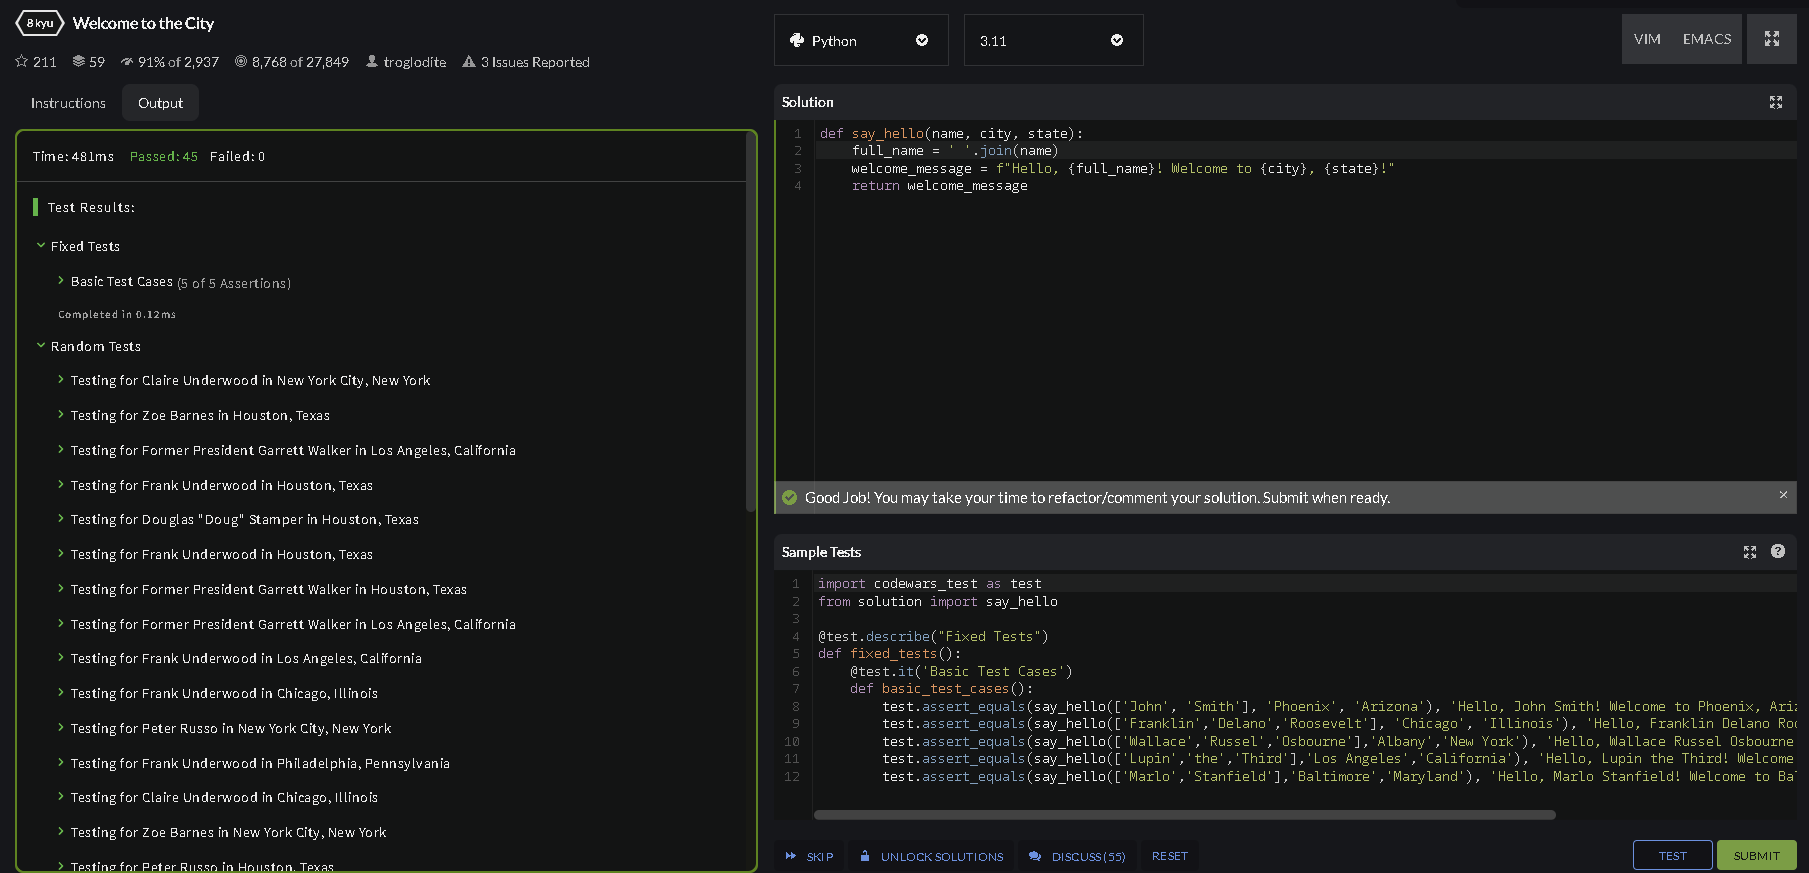 8 kyu Welcome to the City
211 59 91% of 2,937 8,768 of 27,849 troglodite 3 Issues Reported
Instructions Output
Time: 481ms Passed: 45 Failed: 0
Test Results:
Fixed Tests
Basic Test Cases (5 of 5 Assertions)
Completed in 0.12ms
Random Tests
Testing for Claire Underwood in New York City, New York
Testing for Zoe Barnes in Houston, Texas
Testing for Former President Garrett Walker in Los Angeles, California
Testing for Frank Underwood in Houston, Texas
Testing for Douglas "Doug" Stamper in Houston, Texas
Testing for Frank Underwood in Houston, Texas
Testing for Former President Garrett Walker in Houston, Texas
Testing for Former President Garrett Walker in Los Angeles, California
Testing for Frank Underwood in Los Angeles, California
Testing for Frank Underwood in Chicago, Illinois
Testing for Peter Russo in New York City, New York
Testing for Frank Underwood in Philadelphia, Pennsylvania
Testing for Claire Underwood in Chicago, Illinois
Testing for Zoe Barnes in New York City, New York
Testing for Peter Russo in Houston, Texas
Python 3.11 VIM EMACS
Solution
1 def say_hello(name, city, state):
2 full_name = ' '.join(name)
3 welcome_message = f"Hello, {full_name}! Welcome to {city}, {state}!"
4 return welcome_message
Good Job! You may take your time to refactor/comment your solution. Submit when ready. ×
Sample Tests ?
1 import codewars_test as test
2 from solution import say_hello
3
4 @test.describe("Fixed Tests")
5 def fixed_tests():
6 @test.it('Basic Test Cases')
7 def basic_test_cases():
8 test.assert_equals(say_hello(['John', 'Smith'], 'Phoenix', 'Arizona'), 'Hello, John Smith! Welcome to Phoenix, Ari
9 test.assert_equals(say_hello(['Franklin','Delano','Roosevelt'], 'Chicago', 'Illinois'), 'Hello, Franklin Delano Roo
10 test.assert_equals(say_hello(['Wallace','Russel','Osbourne'],'Albany','New York'), 'Hello, Wallace Russel Osbourne
11 test.assert_equals(say_hello(['Lupin','the','Third'],'Los Angeles','California'), 'Hello, Lupin the Third! Welcome
12 test.assert_equals(say_hello(['Marlo','Stanfield'],'Baltimore','Maryland'), 'Hello, Marlo Stanfield! Welcome to Bal
SKIP UNLOCK SOLUTIONS DISCUSS (55) RESET TEST SUBMIT